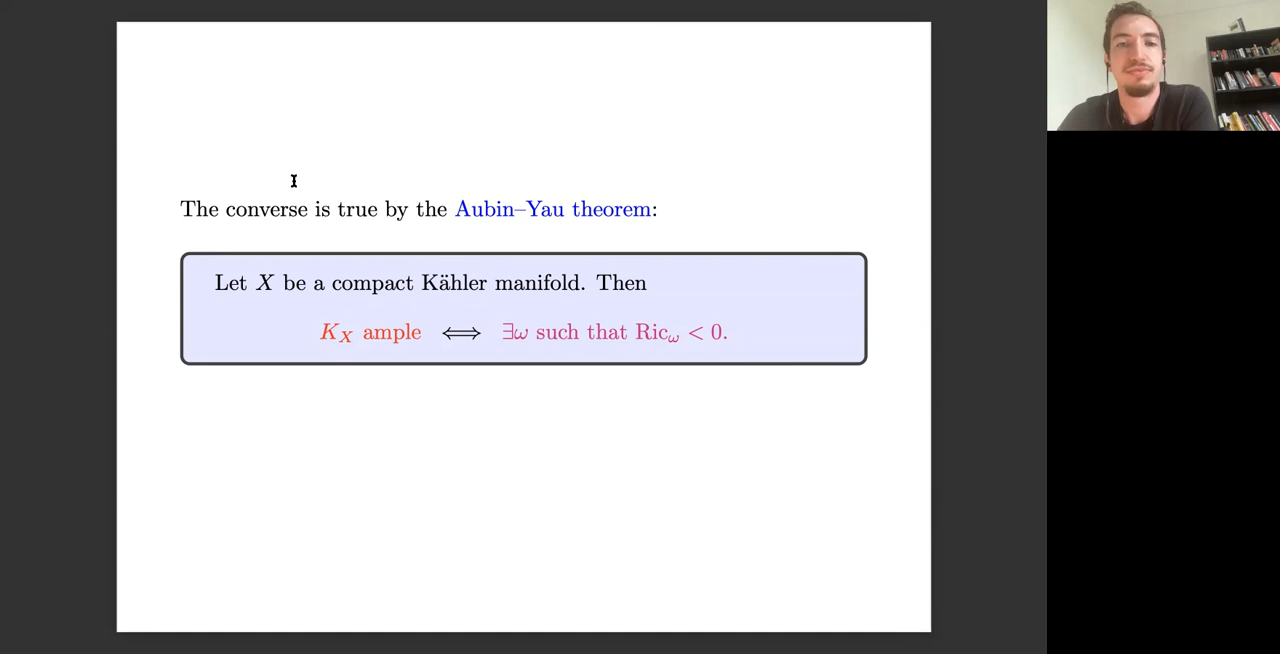 The converse is true by the Aubin–Yau theorem:
Let X be a compact Kähler manifold. Then
K_X ample ⟺ ∃ω such that Ric_ω < 0.